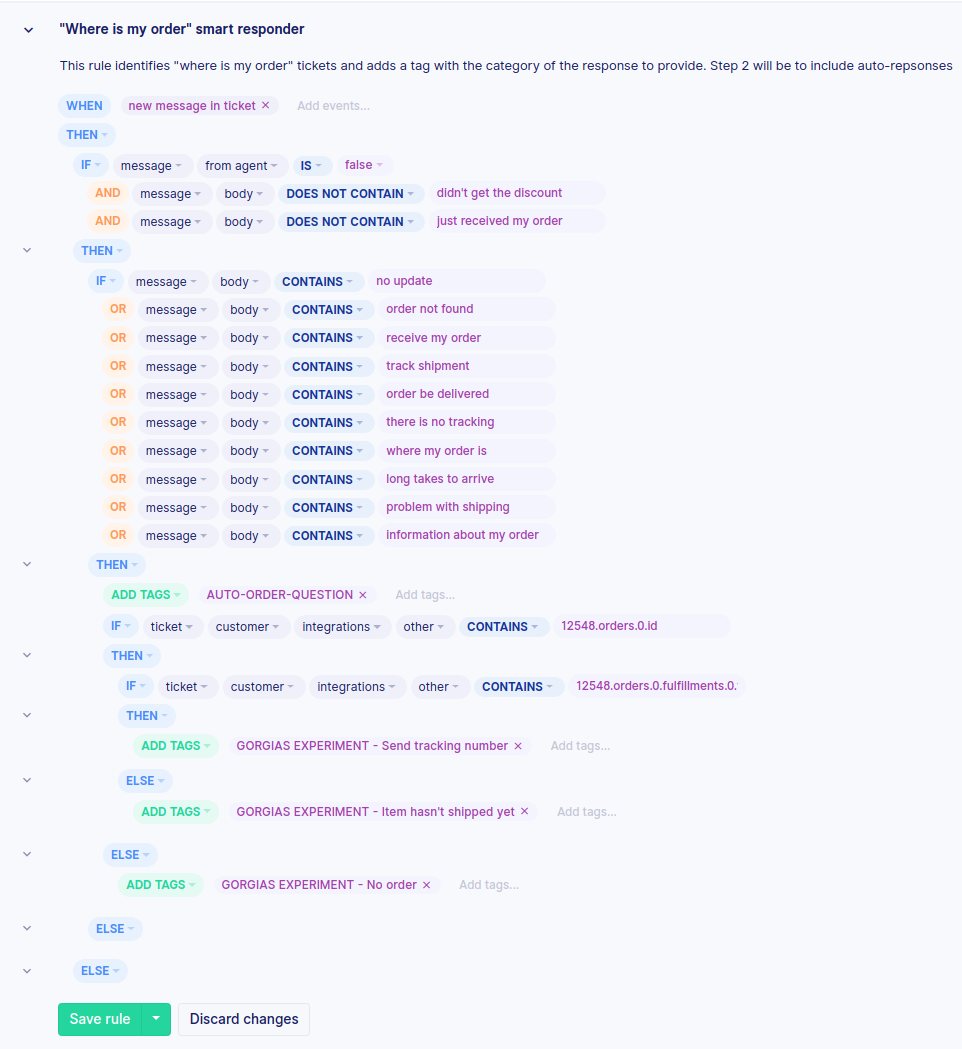 "Where is my order" smart responder
This rule identifies "where is my order" tickets and adds a tag with the category of the response to provide. Step 2 will be to include auto-repsonses
WHEN new message in ticket × Add events...
THEN
IF message from agent IS false
AND message body DOES NOT CONTAIN didn't get the discount
AND message body DOES NOT CONTAIN just received my order
THEN
IF message body CONTAINS no update
OR message body CONTAINS order not found
OR message body CONTAINS receive my order
OR message body CONTAINS track shipment
OR message body CONTAINS order be delivered
OR message body CONTAINS there is no tracking
OR message body CONTAINS where my order is
OR message body CONTAINS long takes to arrive
OR message body CONTAINS problem with shipping
OR message body CONTAINS information about my order
THEN
ADD TAGS AUTO-ORDER-QUESTION × Add tags...
IF ticket customer integrations other CONTAINS 12548.orders.0.id
THEN
IF ticket customer integrations other CONTAINS 12548.orders.0.fulfillments.0.
THEN
ADD TAGS GORGIAS EXPERIMENT - Send tracking number × Add tags...
ELSE
ADD TAGS GORGIAS EXPERIMENT - Item hasn't shipped yet × Add tags...
ELSE
ADD TAGS GORGIAS EXPERIMENT - No order × Add tags...
ELSE
ELSE
Save rule Discard changes